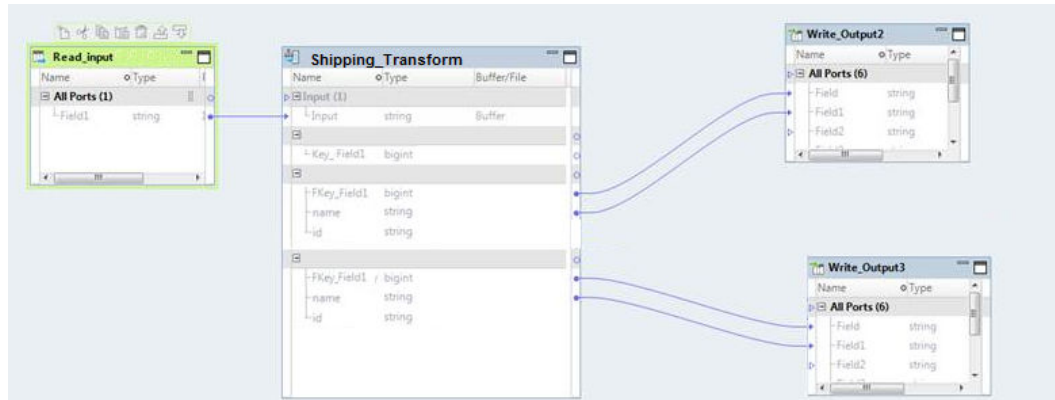 Read_input
Name Type
All Ports (1)
Field1 string
Shipping_Transform
Name Type Buffer/File
Input (1)
Input string Buffer
Key_Field1 bigint
FKey_Field1 bigint
name string
id string
FKey_Field1 bigint
name string
id string
Write_Output2
Name Type
All Ports (6)
Field string
Field1 string
Field2 string
Write_Output3
Name Type
All Ports (6)
Field string
Field1 string
Field2 string